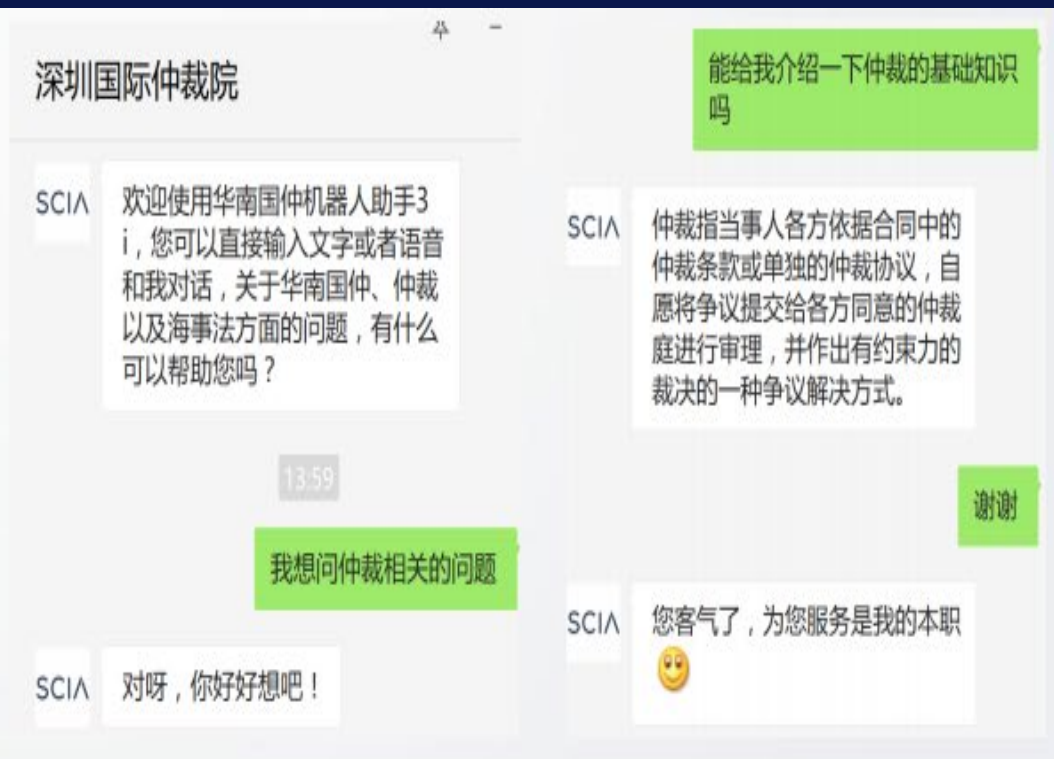 深圳国际仲裁院
SCIA
欢迎使用华南国仲机器人助手3
i，您可以直接输入文字或者语音
和我对话，关于华南国仲、仲裁
以及海事法方面的问题，有什么
可以帮助您吗？
13:59
我想问仲裁相关的问题
SCIA
对呀，你好好想吧！
能给我介绍一下仲裁的基础知识
吗
SCIA
仲裁指当事人各方依据合同中的
仲裁条款或单独的仲裁协议，自
愿将争议提交给各方同意的仲裁
庭进行审理，并作出有约束力的
裁决的一种争议解决方式。
谢谢
SCIA
您客气了，为您服务是我的本职